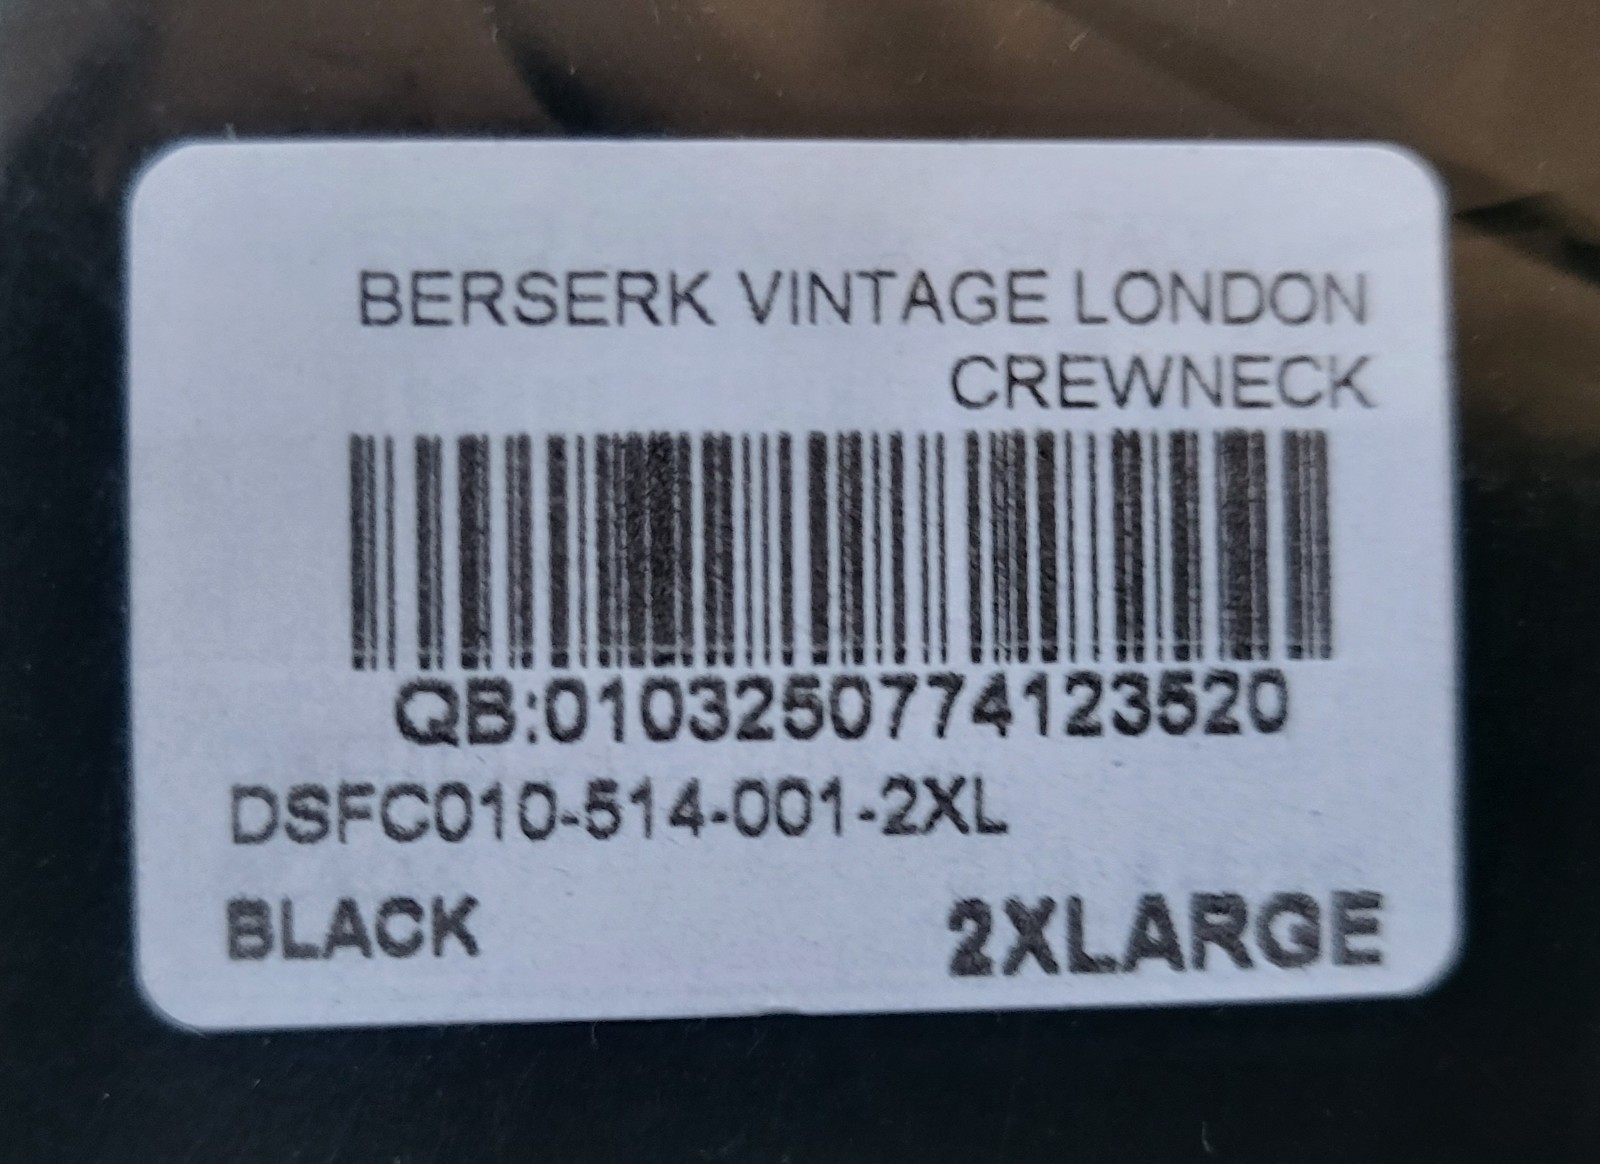 BERSERK VINTAGE LONDON
CREWNECK
QB:0103250774123520
DSFC010-514-001-2XL
BLACK
2XLARGE